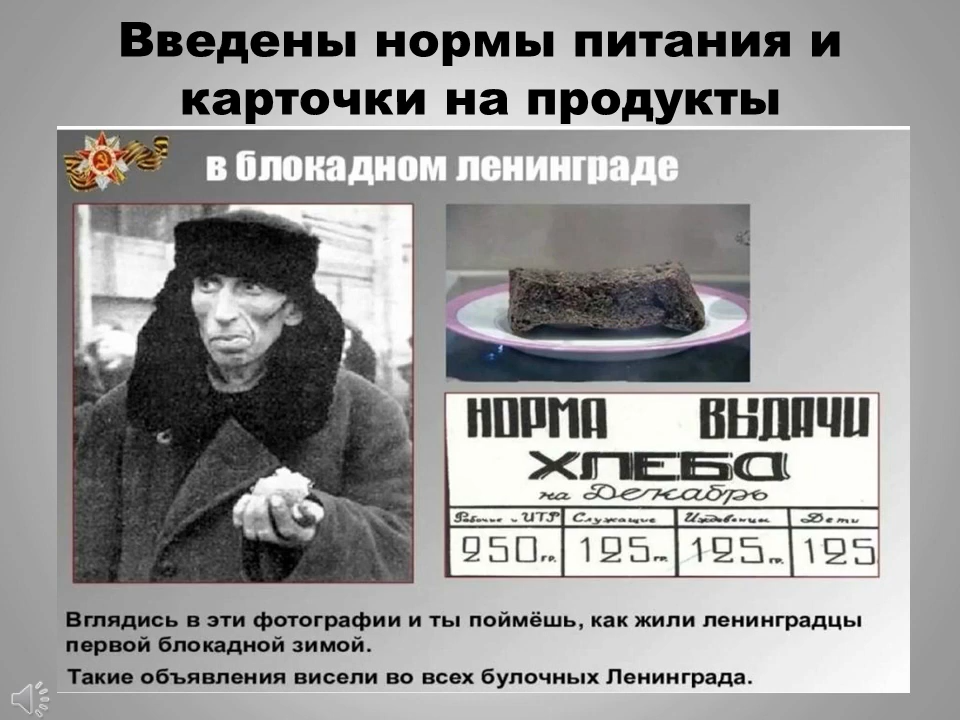 Введены нормы питания и
карточки на продукты
в блокадном ленинграде
НОРМА ВЫДАЧИ
ХЛЕБА
на Декабрь
Рабочие и ИТР Служащие Иждивенцы Дети
250гр. 125гр. 125гр. 125
Вглядись в эти фотографии и ты поймёшь, как жили ленинградцы
первой блокадной зимой.
Такие объявления висели во всех булочных Ленинграда.